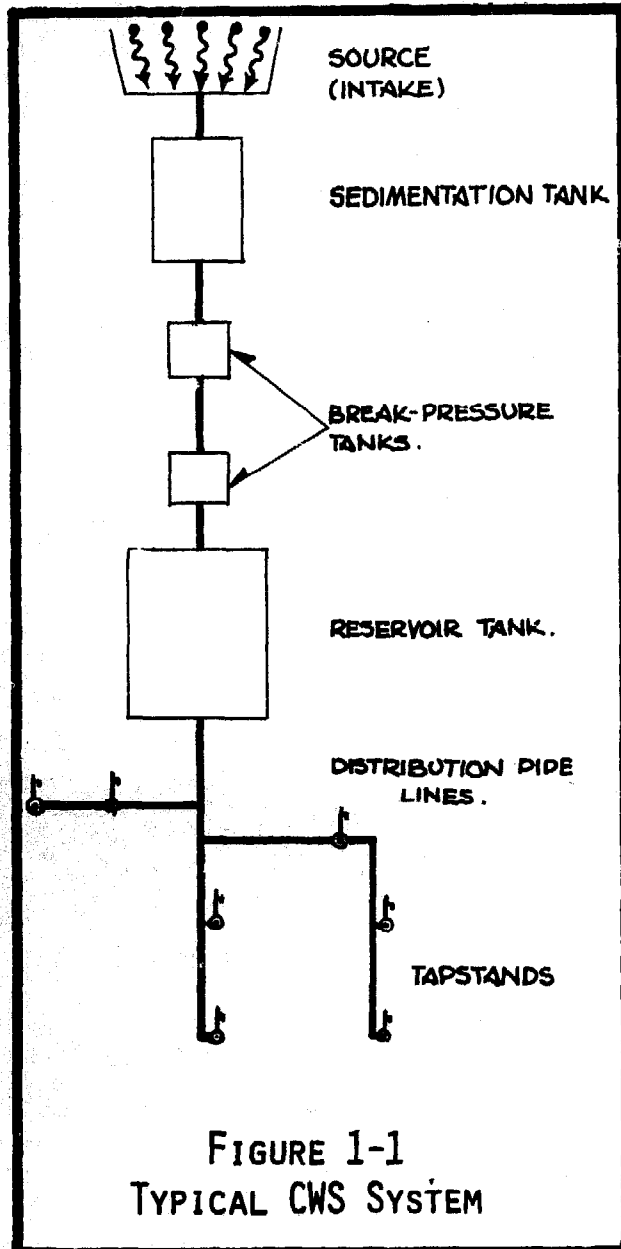 SOURCE
(INTAKE)
SEDIMENTATION TANK
BREAK-PRESSURE
TANKS.
RESERVOIR TANK.
DISTRIBUTION PIPE
LINES.
TAPSTANDS
FIGURE 1-1
TYPICAL CWS SYSTEM